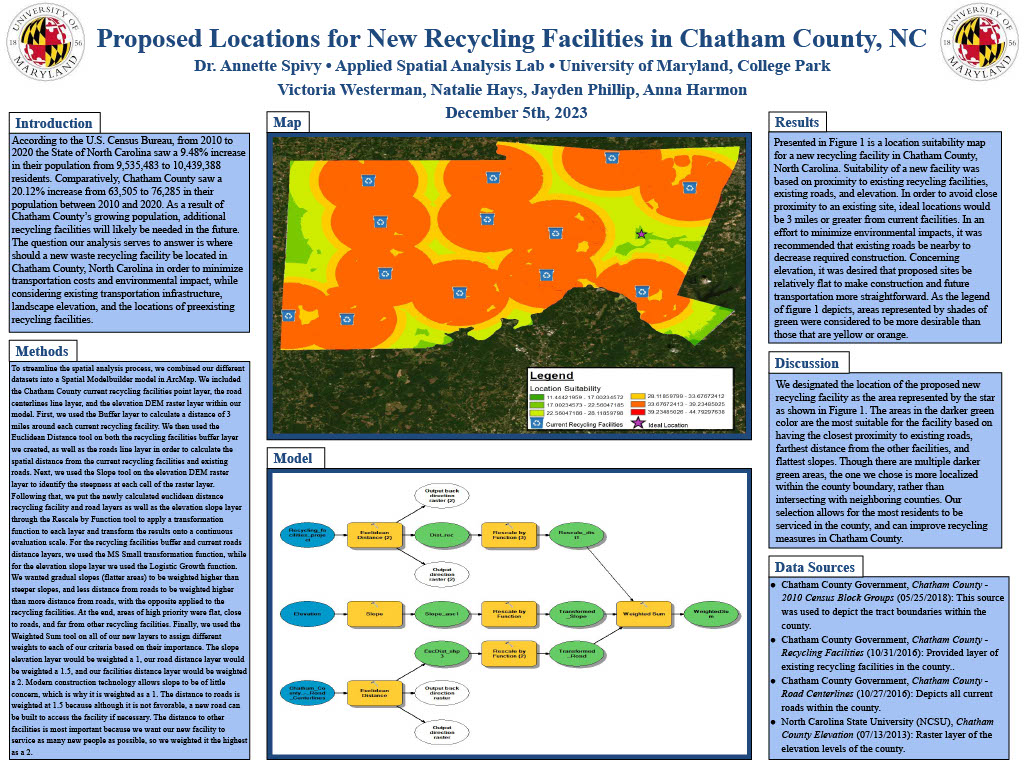 UNIVERSITY OF
18 56
MARYLAND
Proposed Locations for New Recycling Facilities in Chatham County, NC
Dr. Annette Spivy • Applied Spatial Analysis Lab • University of Maryland, College Park
Victoria Westerman, Natalie Hays, Jayden Phillip, Anna Harmon
December 5th, 2023
UNIVERSITY OF
18 56
MARYLAND
Introduction
According to the U.S. Census Bureau, from 2010 to
2020 the State of North Carolina saw a 9.48% increase
in their population from 9,535,483 to 10,439,388
residents. Comparatively, Chatham County saw a
20.12% increase from 63,505 to 76,285 in their
population between 2010 and 2020. As a result of
Chatham County's growing population, additional
recycling facilities will likely be needed in the future.
The question our analysis serves to answer is where
should a new waste recycling facility be located in
Chatham County, North Carolina in order to minimize
transportation costs and environmental impact, while
considering existing transportation infrastructure,
landscape elevation, and the locations of preexisting
recycling facilities.
Methods
To streamline the spatial analysis process, we combined our different
datasets into a Spatial Modelbuilder model in ArcMap. We included
the Chatham County current recycling facilities point layer, the road
centerlines line layer, and the elevation DEM raster layer within our
model. First, we used the Buffer layer to calculate a distance of 3
miles around each current recycling facility. We then used the
Euclidean Distance tool on both the recycling facilities buffer layer
we created, as well as the roads line layer in order to calculate the
spatial distance from the current recycling facilities and existing
roads. Next, we used the Slope tool on the elevation DEM raster
layer to identify the steepness at each cell of the raster layer.
Following that, we put the newly calculated euclidean distance
recycling facility and road layers as well as the elevation slope layer
through the Rescale by Function tool to apply a transformation
function to each layer and transform the results onto a continuous
evaluation scale. For the recycling facilities buffer and current roads
distance layers, we used the MS Small transformation function, while
for the elevation slope layer we used the Logistic Growth function.
We wanted gradual slopes (flatter areas) to be weighted higher than
steeper slopes, and less distance from roads to be weighted higher
than more distance from roads, with the opposite applied to the
recycling facilities. At the end, areas of high priority were flat, close
to roads, and far from other recycling facilities. Finally, we used the
Weighted Sum tool on all of our new layers to assign different
weights to each of our criteria based on their importance. The slope
elevation layer would be weighted a 1, our road distance layer would
be weighted a 1.5, and our facilities distance layer would be weighted
a 2. Modern construction technology allows slope to be of little
concern, which is why it is weighted as a 1. The distance to roads is
weighted at 1.5 because although it is not favorable, a new road can
be built to access the facility if necessary. The distance to other
facilities is most important because we want our new facility to
service as many new people as possible, so we weighted it the highest
as a 2.
Map
Legend
Location Suitability
11.44421959 - 17.00234572
17.00234573 - 22.56047185
22.56047186 - 28.11859798
28.11859799 - 33.67672411
33.67672413 - 39.23485025
39.23485026 - 44.79297638
Current Recycling Facilities
Ideal Location
Model
Output back
direction
raster (2)
Recycling_fa
cilities_proje
ct
Euclidean
Distance (2)
Dist_rec
Rescale by
Function (3)
Rescale_dis
t1
Output
direction
raster (2)
Elevation
Slope
Slope_asc1
Rescale by
Function
Transformed
_Slope
Weighted Sum
WeightedSu
m
EucDist_shp
3
Rescale by
Function (2)
Transformed
_Road
Chatham_Co
unty_-_Road
_Centerlines
Euclidean
Distance
Output back
direction
raster
Output
direction
raster
Results
Presented in Figure 1 is a location suitability map
for a new recycling facility in Chatham County,
North Carolina. Suitability of a new facility was
based on proximity to existing recycling facilities,
existing roads, and elevation. In order to avoid close
proximity to an existing site, ideal locations would
be 3 miles or greater from current facilities. In an
effort to minimize environmental impacts, it was
recommended that existing roads be nearby to
decrease required construction. Concerning
elevation, it was desired that proposed sites be
relatively flat to make construction and future
transportation more straightforward. As the legend
of figure 1 depicts, areas represented by shades of
green were considered to be more desirable than
those that are yellow or orange.
Discussion
We designated the location of the proposed new
recycling facility as the area represented by the star
as shown in Figure 1. The areas in the darker green
color are the most suitable for the facility based on
having the closest proximity to existing roads,
farthest distance from the other facilities, and
flattest slopes. Though there are multiple darker
green areas, the one we chose is more localized
within the county boundary, rather than
intersecting with neighboring counties. Our
selection allows for the most residents to be
serviced in the county, and can improve recycling
measures in Chatham County.
Data Sources
● Chatham County Government, Chatham County -
2010 Census Block Groups (05/25/2018): This source
was used to depict the tract boundaries within the
county.
● Chatham County Government, Chatham County -
Recycling Facilities (10/31/2016): Provided layer of
existing recycling facilities in the county..
● Chatham County Government, Chatham County -
Road Centerlines (10/27/2016): Depicts all current
roads within the county.
● North Carolina State University (NCSU), Chatham
County Elevation (07/13/2013): Raster layer of the
elevation levels of the county.